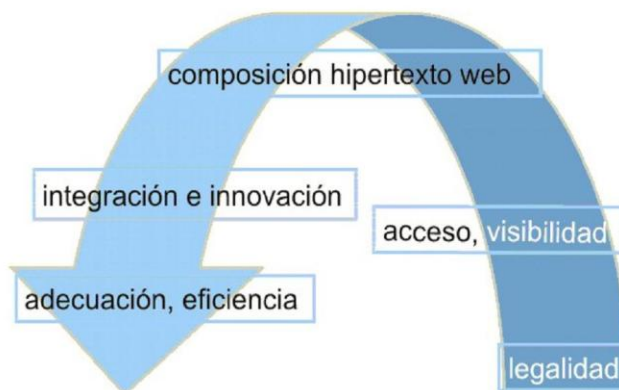 composición hipertexto web
integración e innovación
acceso, visibilidad
adecuación, eficiencia
legalidad